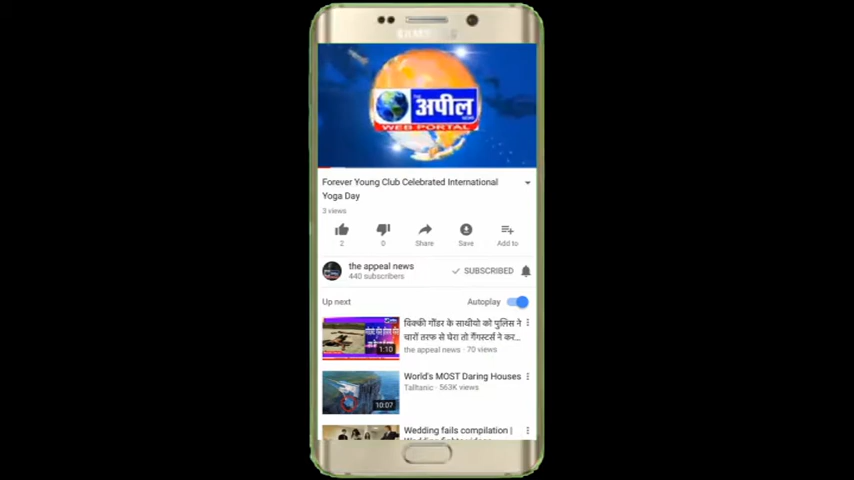 SAMSUNG
अपील
WEB PORTAL
Forever Young Club Celebrated International
Yoga Day
3 views
2
0
Share
Save
Add to
the appeal news
440 subscribers
SUBSCRIBED
Up next
Autoplay
विक्की गौंडर के साथीयो को पुलिस ने
चारों तरफ से घेरा तो गैंगस्टर्स ने कर...
the appeal news · 70 views
1:10
World's MOST Daring Houses
Talltanic · 563K views
10:07
Wedding fails compilation |